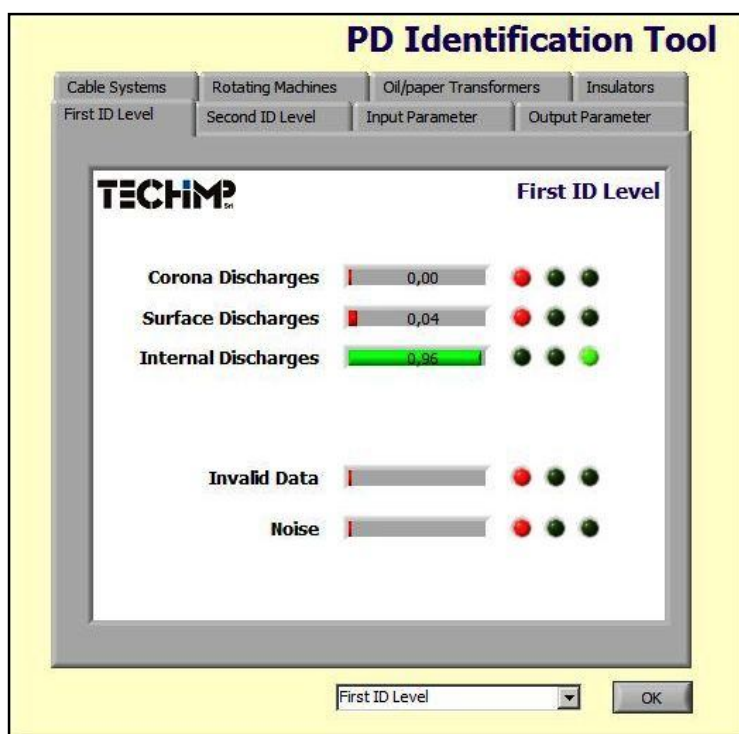 PD Identification Tool
Cable Systems Rotating Machines Oil/paper Transformers Insulators
First ID Level Second ID Level Input Parameter Output Parameter
TECHIMP Srl First ID Level
Corona Discharges 0,00
Surface Discharges 0,04
Internal Discharges 0,96
Invalid Data
Noise
First ID Level OK